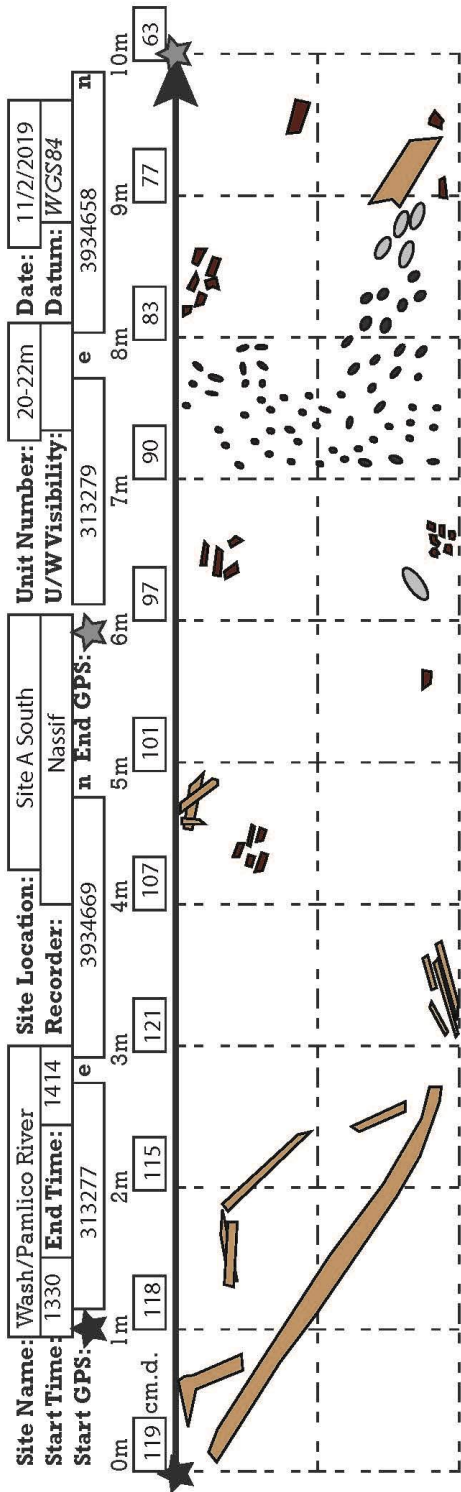 Site Name: Wash/Pamlico River Site Location: Site A South Unit Number: 20-22m Date: 11/2/2019
Start Time: 1330 End Time: 1414 Recorder: Nassif U/W Visibility: Datum: WGS84
Start GPS: 313277 e 3934669 n End GPS: 313279 e 3934658 n
0m 1m 2m 3m 4m 5m 6m 7m 8m 9m 10m
119 cm.d. 118 115 121 107 101 97 90 83 77 63